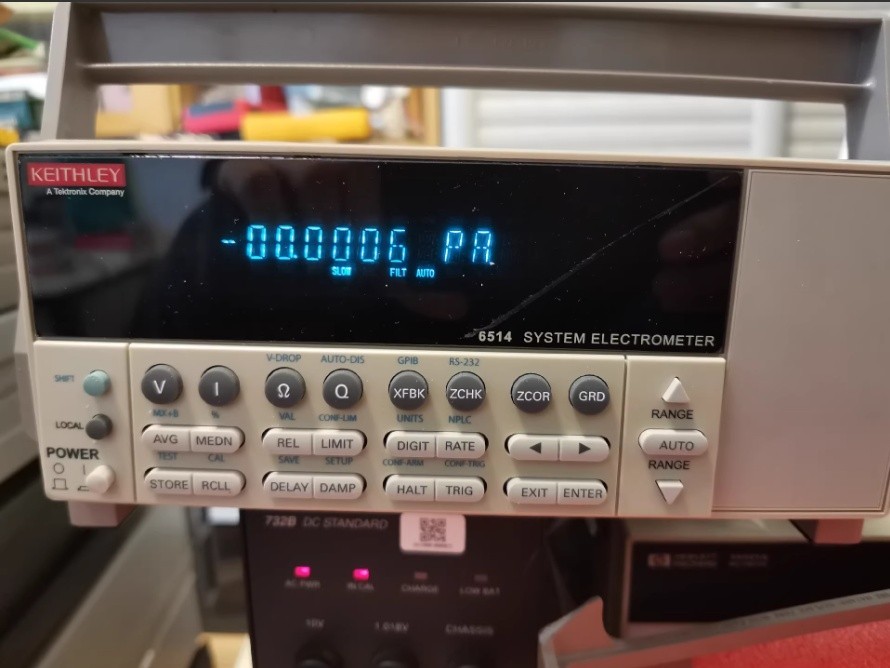 KEITHLEY
A Tektronix Company
-00.0006 PA
SLOW FILT AUTO
6514 SYSTEM ELECTROMETER
V-DROP AUTO-DIS GPIB RS-232
SHIFT
V I Ω Q XFBK ZCHK ZCOR GRD
MX+B % VAL CONF-LIM UNITS NPLC
RANGE
LOCAL
AVG MEDN REL LIMIT DIGIT RATE ◀ ▶ AUTO
POWER
TEST CAL SAVE SETUP CONF-ARM CONF-TRIG
RANGE
STORE RCLL DELAY DAMP HALT TRIG EXIT ENTER
732B DC STANDARD
AC PWR IN CAL CHARGE LOW BAT
HEWLETT
PACKARD
10V 1.018V CHASSIS